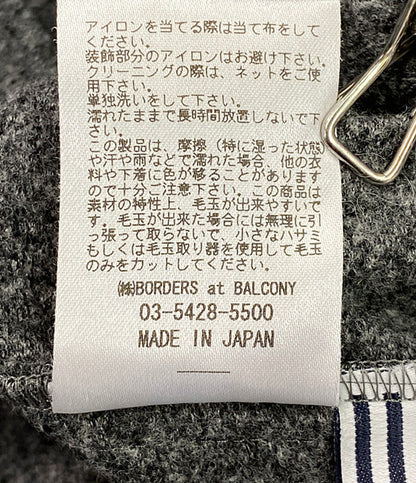 アイロンを当てる際は当て布をして
ください。
装飾部分のアイロンはお避け下さい。
クリーニングの際は、ネットをご使
用下さい。
単独洗いをして下さい。
濡れたままで放置しないで下さい。
この製品は、摩擦（特に湿った状態
や汗や雨などで濡れた場合、他の衣
料や下着に色が移ることがあります
ので十分ご注意下さい。この商品は
素材の特性上、毛玉が出来やすいで
す。毛玉が出来た場合には無理に引
っ張って取らないで、小さなハサミ
もしくは毛玉取り器を使用して毛玉
のみをカットしてください。
㈱BORDERS at BALCONY
03-5428-5500
MADE IN JAPAN